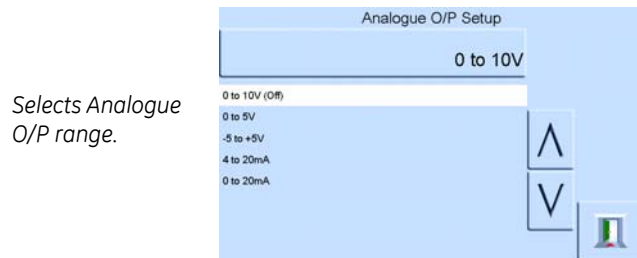 Analogue O/P Setup
0 to 10V
Selects Analogue
O/P range.
0 to 10V (Off)
0 to 5V
-5 to +5V
4 to 20mA
0 to 20mA